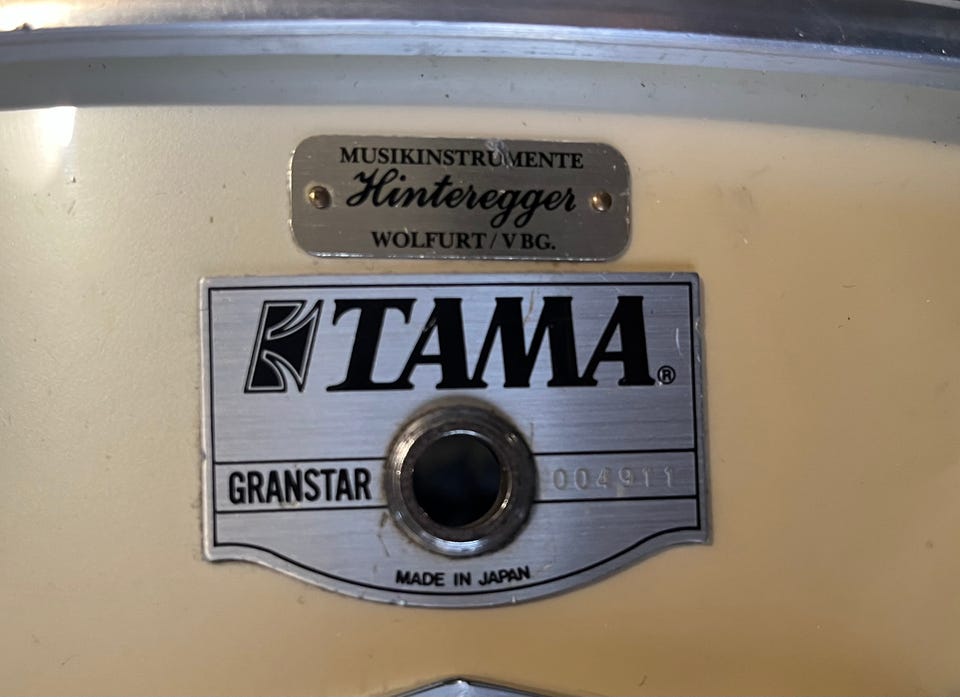 MUSIKINSTRUMENTE
Hinteregger
WOLFURT/VBG.
TAMA®
GRANSTAR 004911
MADE IN JAPAN